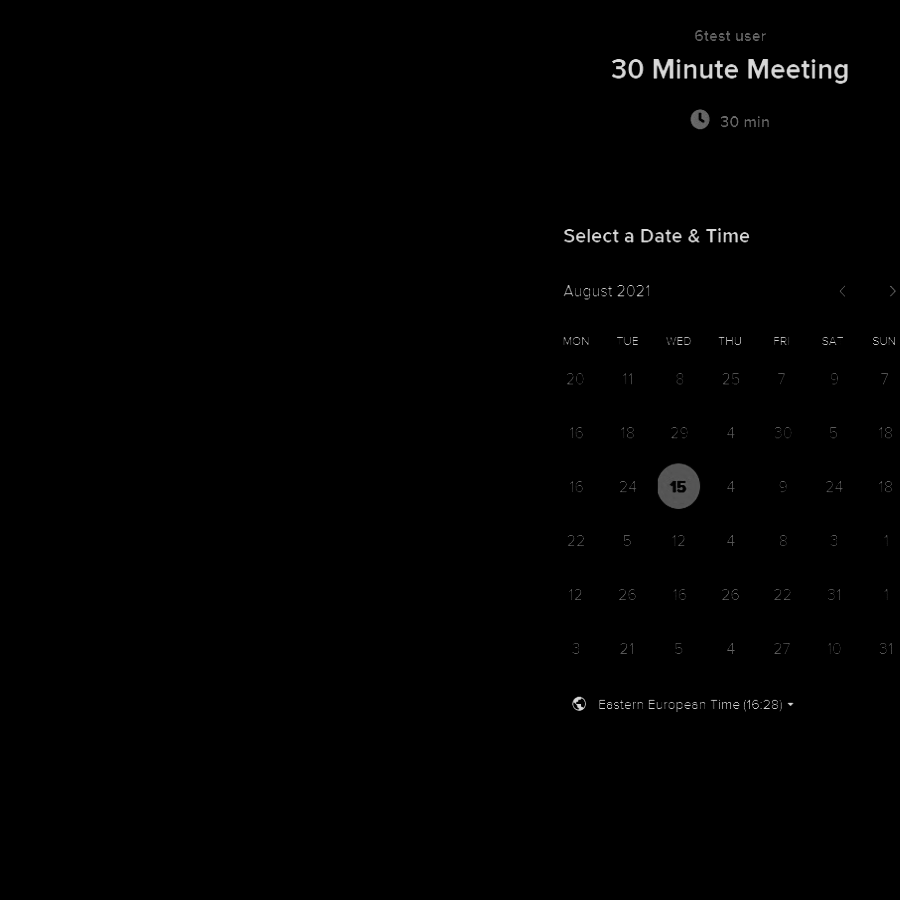 6test user
30 Minute Meeting
30 min
Select a Date & Time
August 2021
MON TUE WED THU FRI SAT SUN
20 11 8 25 7 9 7
16 18 29 4 30 5 18
16 24 15 4 9 24 18
22 5 12 4 8 3 1
12 26 16 26 22 31 1
3 21 5 4 27 10 31
Eastern European Time (16:28)